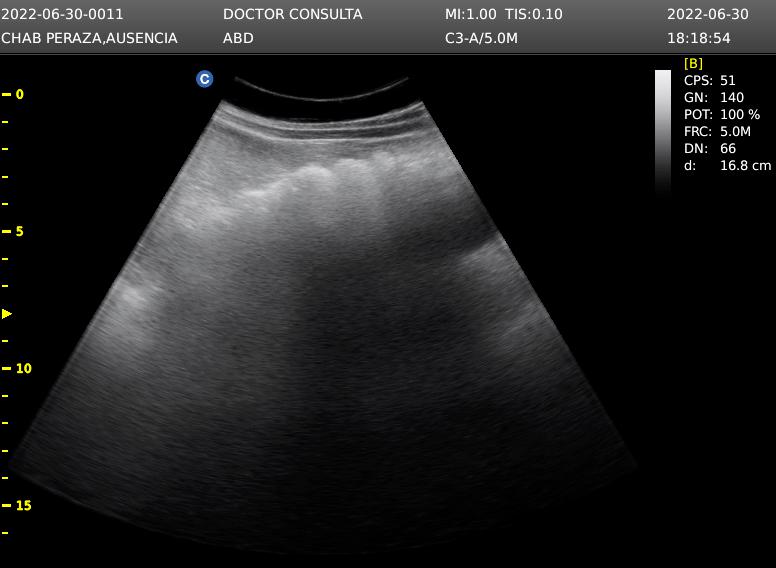 2022-06-30-0011 DOCTOR CONSULTA MI:1.00 TIS:0.10 2022-06-30
CHAB PERAZA,AUSENCIA ABD C3-A/5.0M 18:18:54
C
[B]
CPS: 51
GN: 140
POT: 100 %
FRC: 5.0M
DN: 66
d: 16.8 cm
0
5
10
15